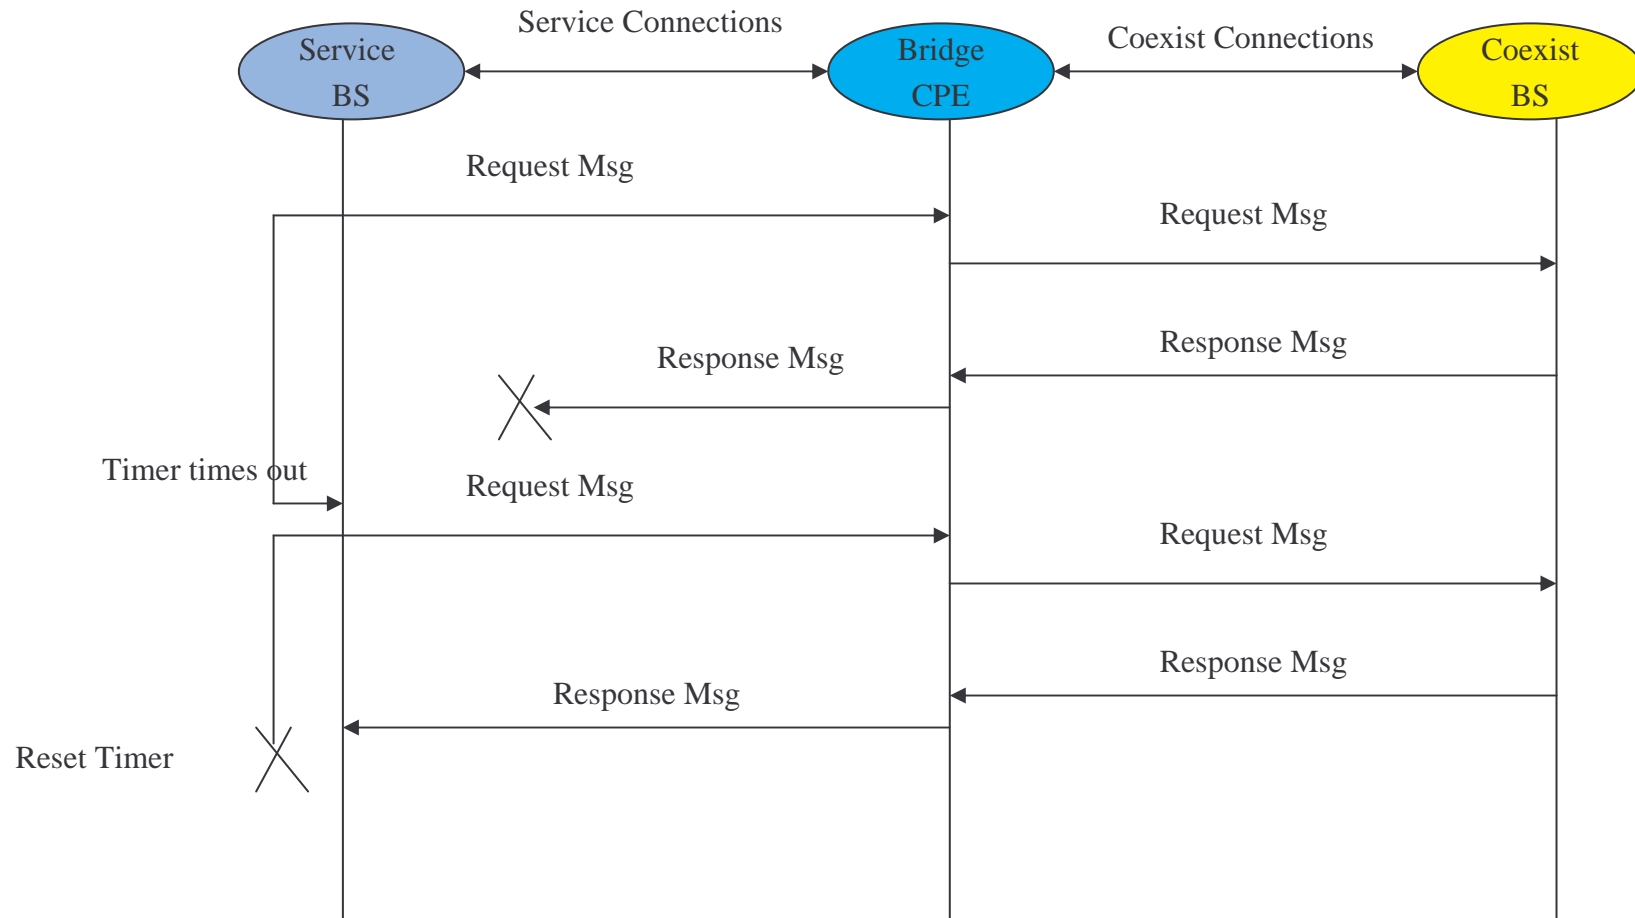 Service Connections
Service
BS
Bridge
CPE
Coexist Connections
Coexist
BS
Request Msg
Request Msg
Response Msg
Response Msg
Timer times out
Request Msg
Request Msg
Response Msg
Response Msg
Reset Timer